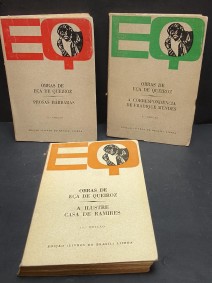 EQ
OBRAS DE
EÇA DE QUEIROZ
PROSAS BÁRBARAS
EQ
OBRAS DE
EÇA DE QUEIROZ
A CORRESPONDÊNCIA
DE FRADIQUE MENDES
EQ
OBRAS DE
EÇA DE QUEIROZ
A ILUSTRE
CASA DE RAMIRES
EDIÇÃO «LIVROS DO BRASIL» LISBOA